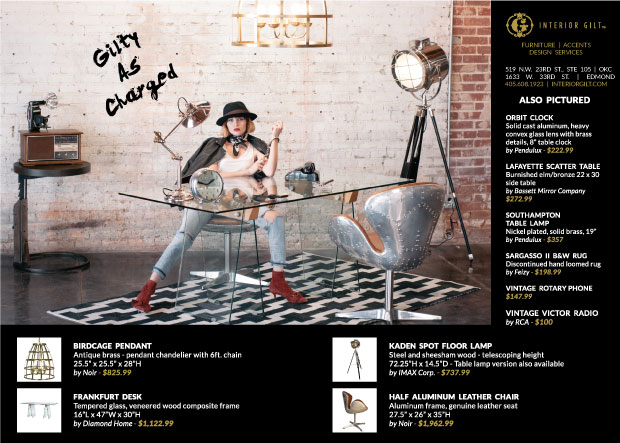 Gilty
As
Charged
G
INTERIOR GILT
FURNITURE | ACCENTS
DESIGN SERVICES
519 N.W. 23RD ST., STE 105 | OKC
1633 W. 33RD ST. | EDMOND
405.608.1923 | INTERIORGILT.COM
ALSO PICTURED
ORBIT CLOCK
Solid cast aluminum, heavy
convex glass lens with brass
details, 8" table clock
by Pendulux - $222.99
LAFAYETTE SCATTER TABLE
Burnished elm/bronze 22 x 30
side table
by Bassett Mirror Company
$272.99
SOUTHAMPTON
TABLE LAMP
Nickel plated, solid brass, 19"
by Pendulux - $357
SARGASSO II B&W RUG
Discontinued hand loomed rug
by Feizy - $198.99
VINTAGE ROTARY PHONE
$147.99
VINTAGE VICTOR RADIO
by RCA - $100
BIRDCAGE PENDANT
Antique brass - pendant chandelier with 6ft. chain
25.5" x 25.5" x 28"H
by Noir - $825.99
FRANKFURT DESK
Tempered glass, veneered wood composite frame
16"L x 47"W x 30"H
by Diamond Home - $1,122.99
KADEN SPOT FLOOR LAMP
Steel and sheesham wood - telescoping height
72.25"H x 14.5"D - Table lamp version also available
by IMAX Corp. - $737.99
HALF ALUMINUM LEATHER CHAIR
Aluminum frame, genuine leather seat
27.5" x 26" x 35"H
by Noir - $1,962.99